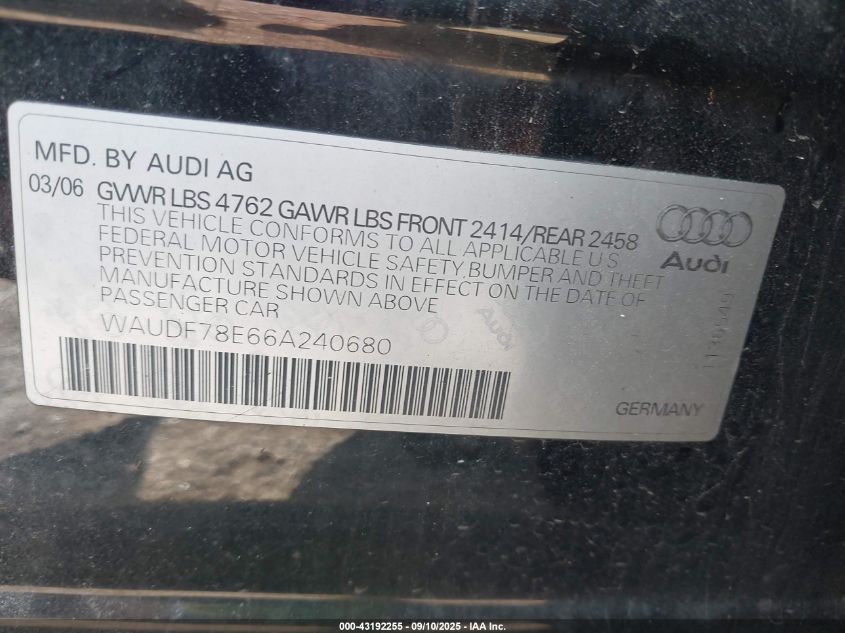 MFD. BY AUDI AG
03/06 GVWR LBS 4762 GAWR LBS FRONT 2414/REAR 2458
THIS VEHICLE CONFORMS TO ALL APPLICABLE U S
FEDERAL MOTOR VEHICLE SAFETY, BUMPER AND THEFT
PREVENTION STANDARDS IN EFFECT ON THE DATE OF
MANUFACTURE SHOWN ABOVE
PASSENGER CAR
WAUDF78E66A240680
Audi
Audi
GERMANY
000-43192255 - 09/10/2025 - IAA Inc.